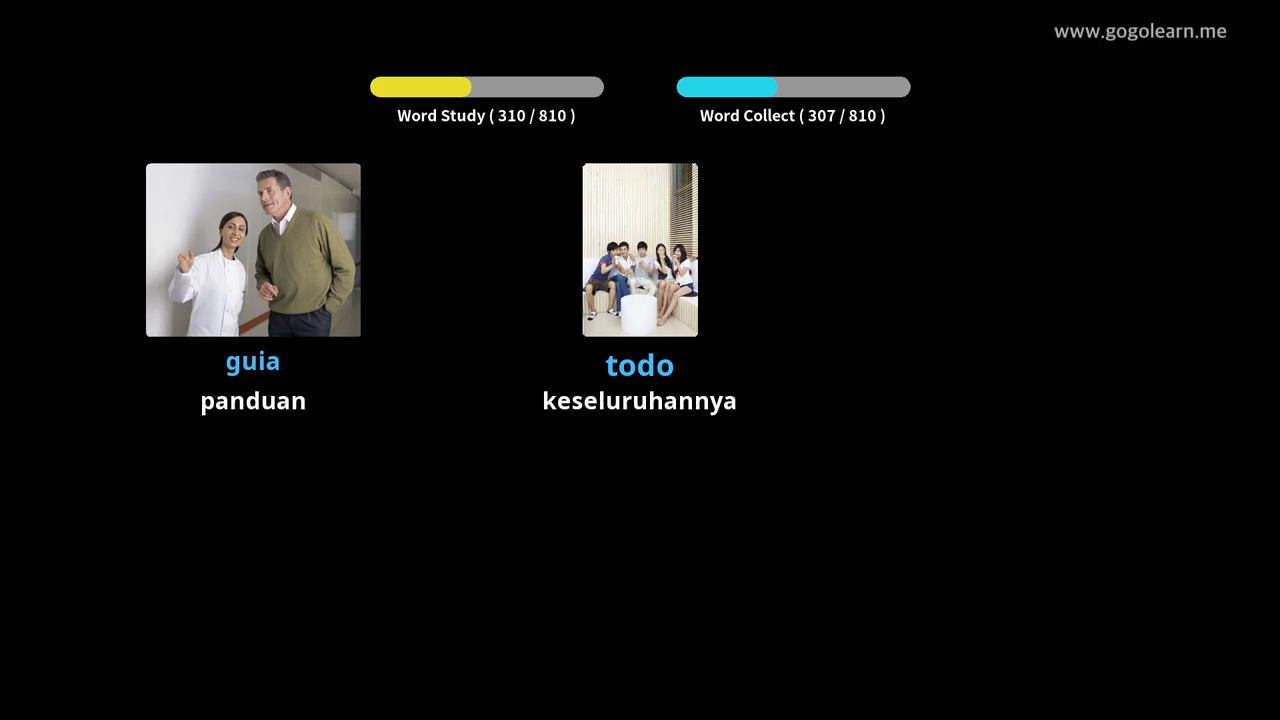 www.gogolearn.me
Word Study ( 310 / 810 )
Word Collect ( 307 / 810 )
guia
panduan
todo
keseluruhannya